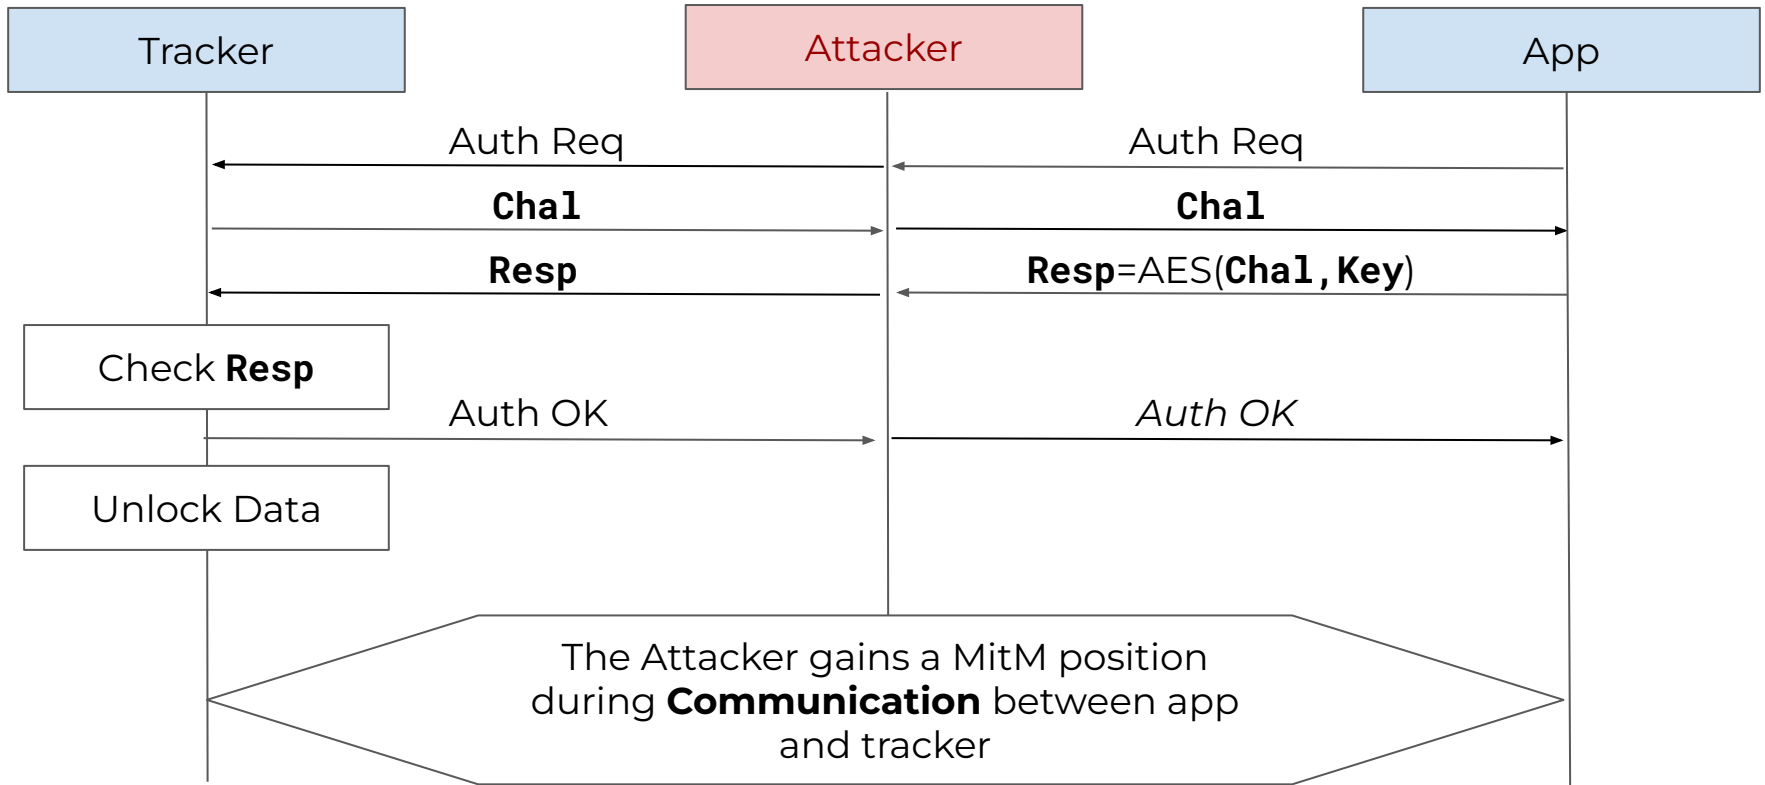 Tracker
Attacker
App
Auth Req
Auth Req
Chal
Chal
Resp
Resp=AES(Chal,Key)
Check Resp
Auth OK
Auth OK
Unlock Data
The Attacker gains a MitM position
during Communication between app
and tracker